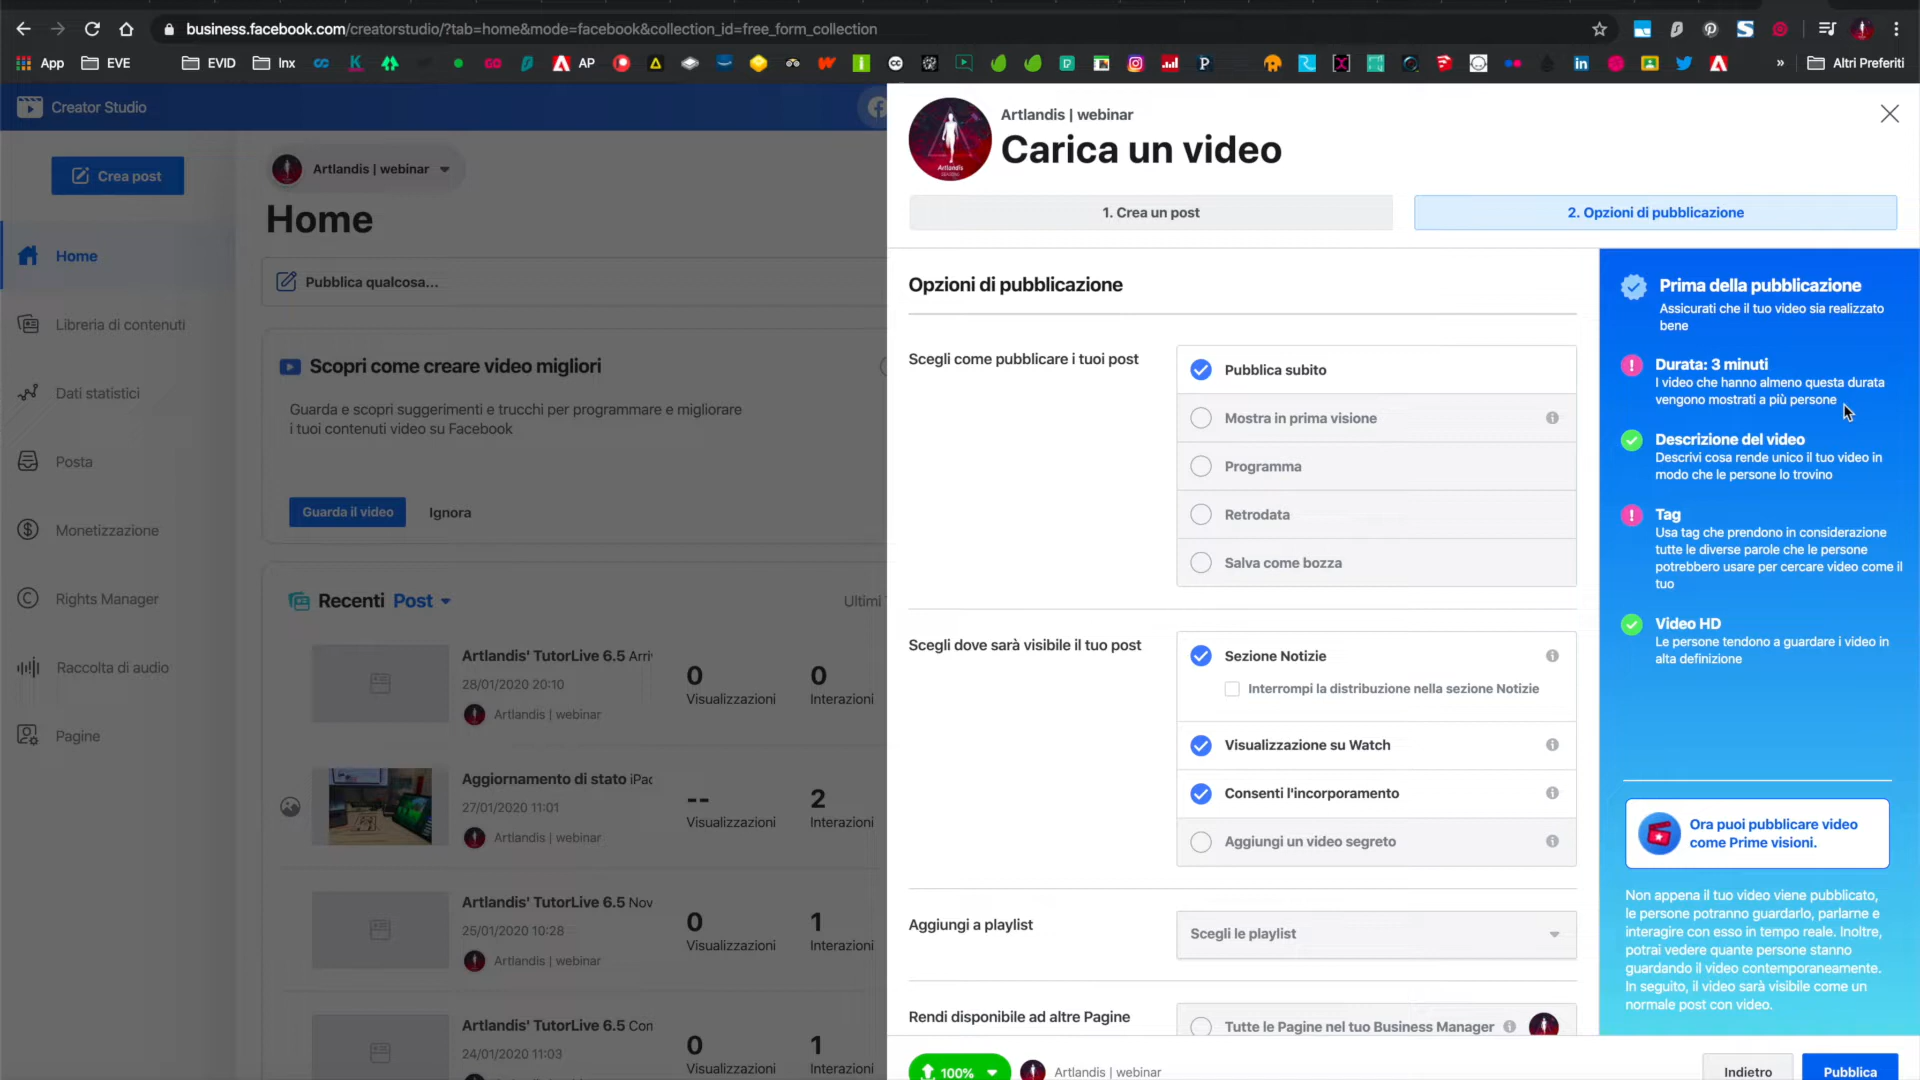 business.facebook.com/creatorstudio/?tab=home&mode=facebook&collection_id=free_form_collection
App
EVE
EVID
Inx
AP
»
Altri Preferiti
Creator Studio
Crea post
Home
Libreria di contenuti
Dati statistici
Posta
Monetizzazione
Rights Manager
Raccolta di audio
Pagine
Artlandis | webinar
Home
Pubblica qualcosa...
Scopri come creare video migliori
Guarda e scopri suggerimenti e trucchi per programmare e migliorare
i tuoi contenuti video su Facebook
Guarda il video
Ignora
Recenti Post
Ultimi
Artlandis' TutorLive 6.5 Arri
28/01/2020 20:10
Artlandis | webinar
0
Visualizzazioni
0
Interazioni
Aggiornamento di stato iPad
27/01/2020 11:01
Artlandis | webinar
--
Visualizzazioni
2
Interazioni
Artlandis' TutorLive 6.5 Nov
25/01/2020 10:28
Artlandis | webinar
0
Visualizzazioni
1
Interazioni
Artlandis' TutorLive 6.5 Con
24/01/2020 11:03
0
Visualizzazioni
1
Interazioni
Artlandis | webinar
Carica un video
Artlandis
1. Crea un post
2. Opzioni di pubblicazione
Opzioni di pubblicazione
Scegli come pubblicare i tuoi post
Pubblica subito
Mostra in prima visione
Programma
Retrodata
Salva come bozza
Scegli dove sarà visibile il tuo post
Sezione Notizie
Interrompi la distribuzione nella sezione Notizie
Visualizzazione su Watch
Consenti l'incorporamento
Aggiungi un video segreto
Aggiungi a playlist
Scegli le playlist
Rendi disponibile ad altre Pagine
Tutte le Pagine nel tuo Business Manager
100%
Artlandis | webinar
Indietro
Pubblica
Prima della pubblicazione
Assicurati che il tuo video sia realizzato
bene
Durata: 3 minuti
I video che hanno almeno questa durata
vengono mostrati a più persone
Descrizione del video
Descrivi cosa rende unico il tuo video in
modo che le persone lo trovino
Tag
Usa tag che prendono in considerazione
tutte le diverse parole che le persone
potrebbero usare per cercare video come il
tuo
Video HD
Le persone tendono a guardare i video in
alta definizione
Ora puoi pubblicare video
come Prime visioni.
Non appena il tuo video viene pubblicato,
le persone potranno guardarlo, parlarne e
interagire con esso in tempo reale. Inoltre,
potrai vedere quante persone stanno
guardando il video contemporaneamente.
In seguito, il video sarà visibile come un
normale post con video.